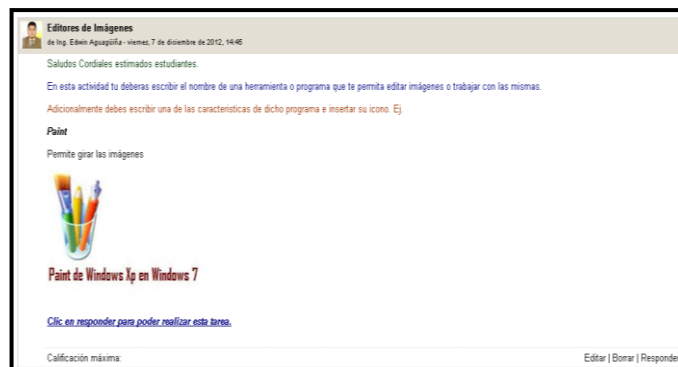 Editores de Imágenes
de Ing. Edwin Aguagüiña - viernes, 7 de diciembre de 2012, 14:46
Saludos Cordiales estimados estudiantes.
En esta actividad tu deberas escribir el nombre de una herramienta o programa que te permita editar imágenes o trabajar con las mismas.
Adicionalmente debes escribir una de las caracteristicas de dicho programa e insertar su icono. Ej.
Paint
Permite girar las imágenes
Paint de Windows Xp en Windows 7
Clic en responder para poder realizar esta tarea.
Calificación máxima:
Editar | Borrar | Responder